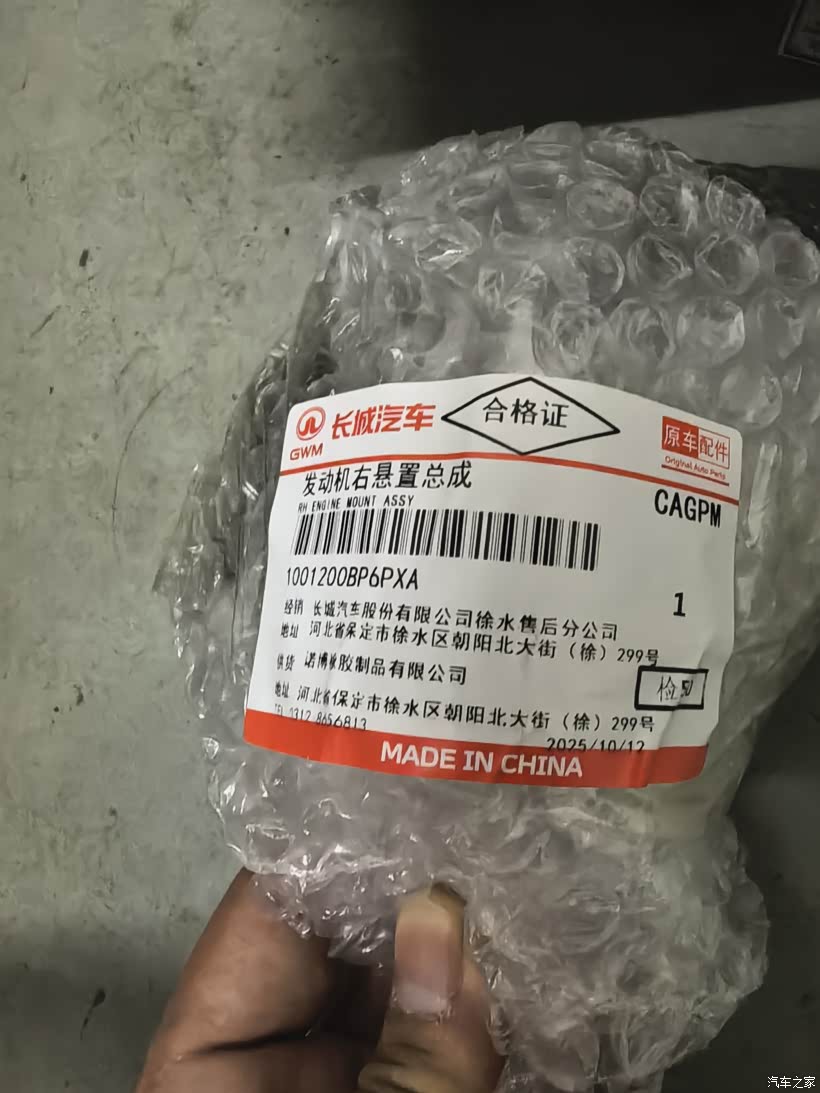 GWM
长城汽车
合格证
原车配件
Original Auto Parts
发动机右悬置总成
CAGPM
RH ENGINE MOUNT ASSY
1001200BP6PXA
1
经销 长城汽车股份有限公司徐水售后分公司
地址 河北省保定市徐水区朝阳北大街（徐）299号
供货 诺博橡胶制品有限公司
检
地址 河北省保定市徐水区朝阳北大街（徐）299号
TEL 0312-8656813
2025/10/12
MADE IN CHINA
汽车之家